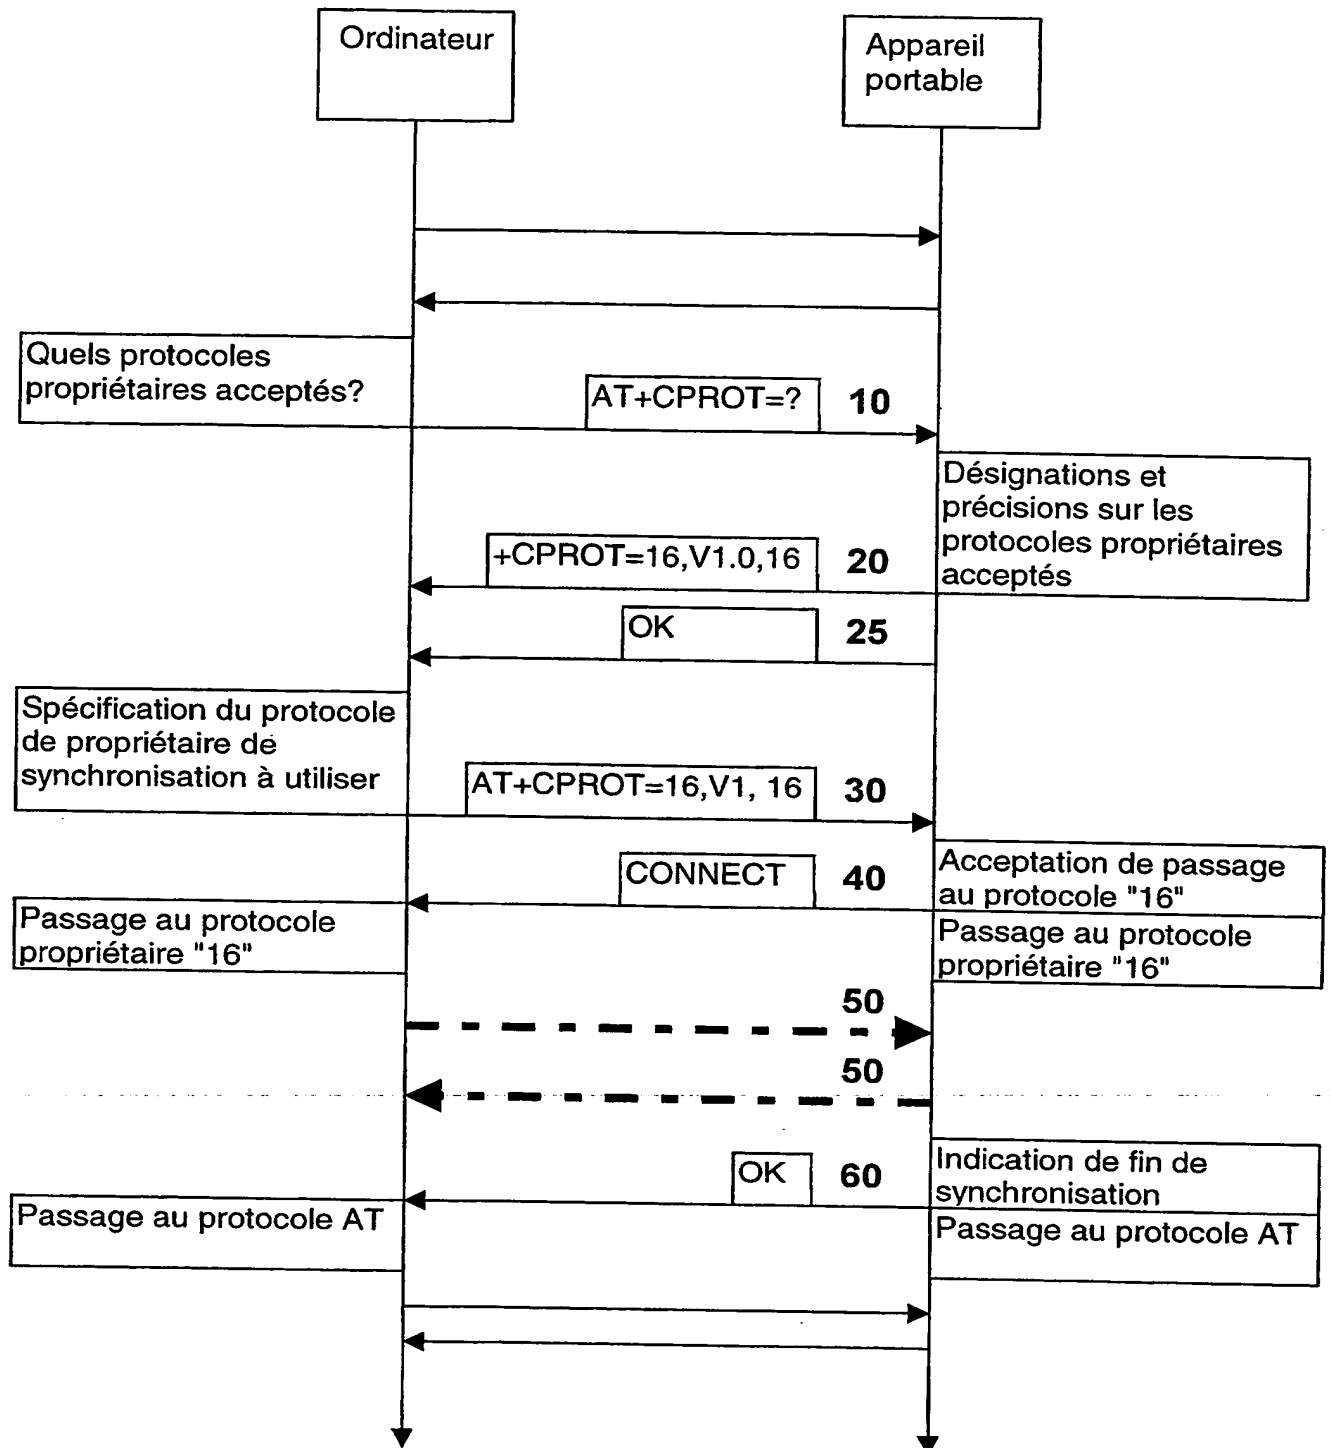 Ordinateur
Appareil
portable
Quels protocoles
propriétaires acceptés?
AT+CPROT=?
10
Désignations et
précisions sur les
protocoles propriétaires
acceptés
+CPROT=16,V1.0,16
20
OK
25
Spécification du protocole
de propriétaire de
synchronisation à utiliser
AT+CPROT=16,V1, 16
30
CONNECT
40
Acceptation de passage
au protocole "16"
Passage au protocole
propriétaire "16"
Passage au protocole
propriétaire "16"
50
50
OK
60
Indication de fin de
synchronisation
Passage au protocole AT
Passage au protocole AT